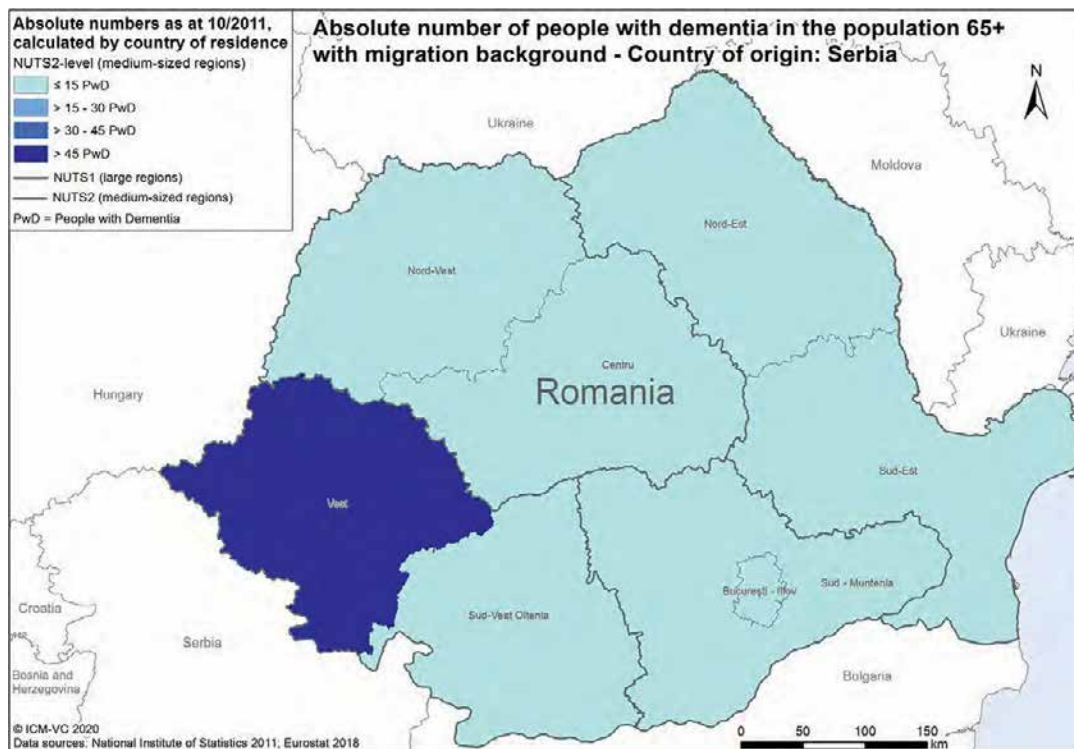 Absolute numbers as at 10/2011,
calculated by country of residence
NUTS2-level (medium-sized regions)
≤ 15 PwD
> 15 - 30 PwD
> 30 - 45 PwD
> 45 PwD
NUTS1 (large regions)
NUTS2 (medium-sized regions)
PwD = People with Dementia
Absolute number of people with dementia in the population 65+
with migration background - Country of origin: Serbia
N
Ukraine
Moldova
Nord-Est
Nord-Vest
Ukraine
Centru
Romania
Hungary
Sud-Est
Vest
Bucureşti - Ilfov
Sud - Muntenia
Croatia
Sud-Vest Oltenia
Serbia
Bosnia and
Herzegovina
Bulgaria
© ICM-VC 2020
Data sources: National Institute of Statistics 2011; Eurostat 2018
0 50 100 150
km